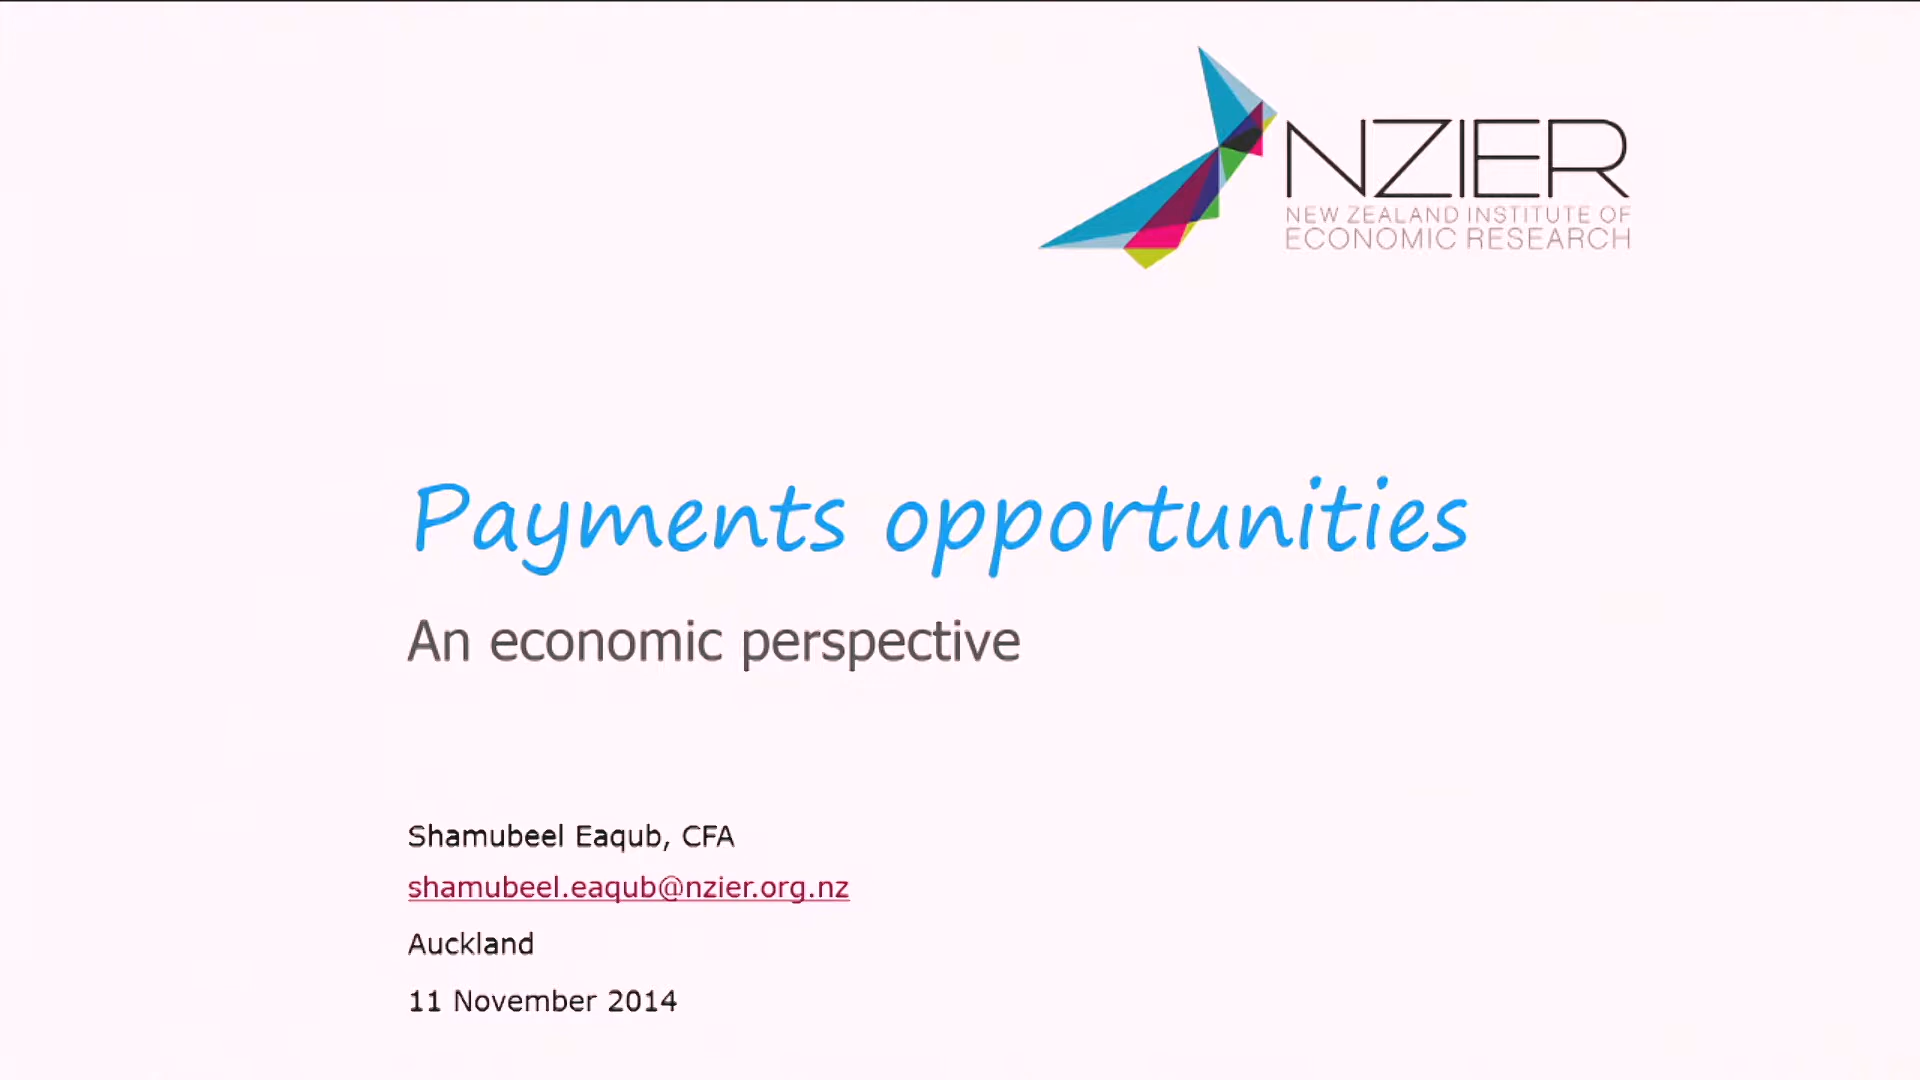 NZIER
NEW ZEALAND INSTITUTE OF
ECONOMIC RESEARCH
Payments opportunities
An economic perspective
Shamubeel Eaqub, CFA
shamubeel.eaqub@nzier.org.nz
Auckland
11 November 2014